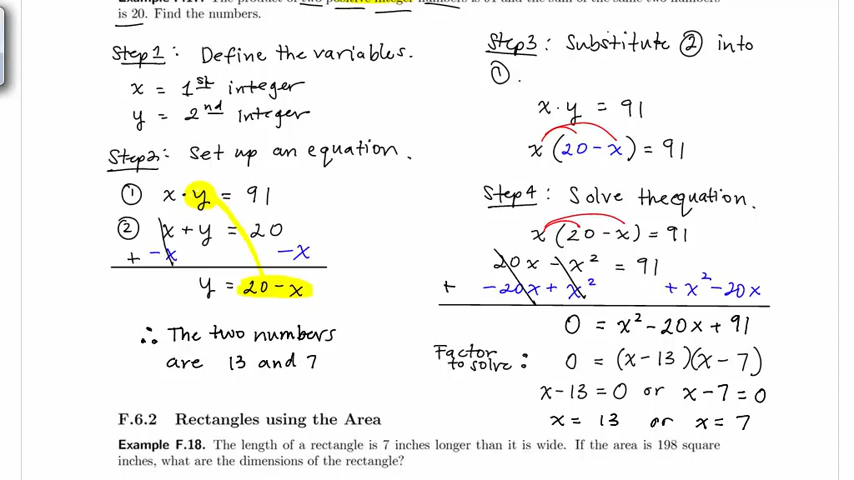 is 20. Find the numbers.
Step 1: Define the variables.
x = 1st integer
y = 2nd integer
Step 2: Set up an equation.
① x · y = 91
② x + y = 20
+ -x -x
y = 20 - x
∴ The two numbers
are 13 and 7
Step 3: Substitute ② into
①.
x · y = 91
x (20 - x) = 91
Step 4: Solve the equation.
x (20 - x) = 91
20x - x² = 91
+ -20x + x² + x² - 20x
0 = x² - 20x + 91
Factor
to solve: 0 = (x - 13)(x - 7)
x - 13 = 0 or x - 7 = 0
x = 13 or x = 7
F.6.2 Rectangles using the Area
Example F.18. The length of a rectangle is 7 inches longer than it is wide. If the area is 198 square
inches, what are the dimensions of the rectangle?